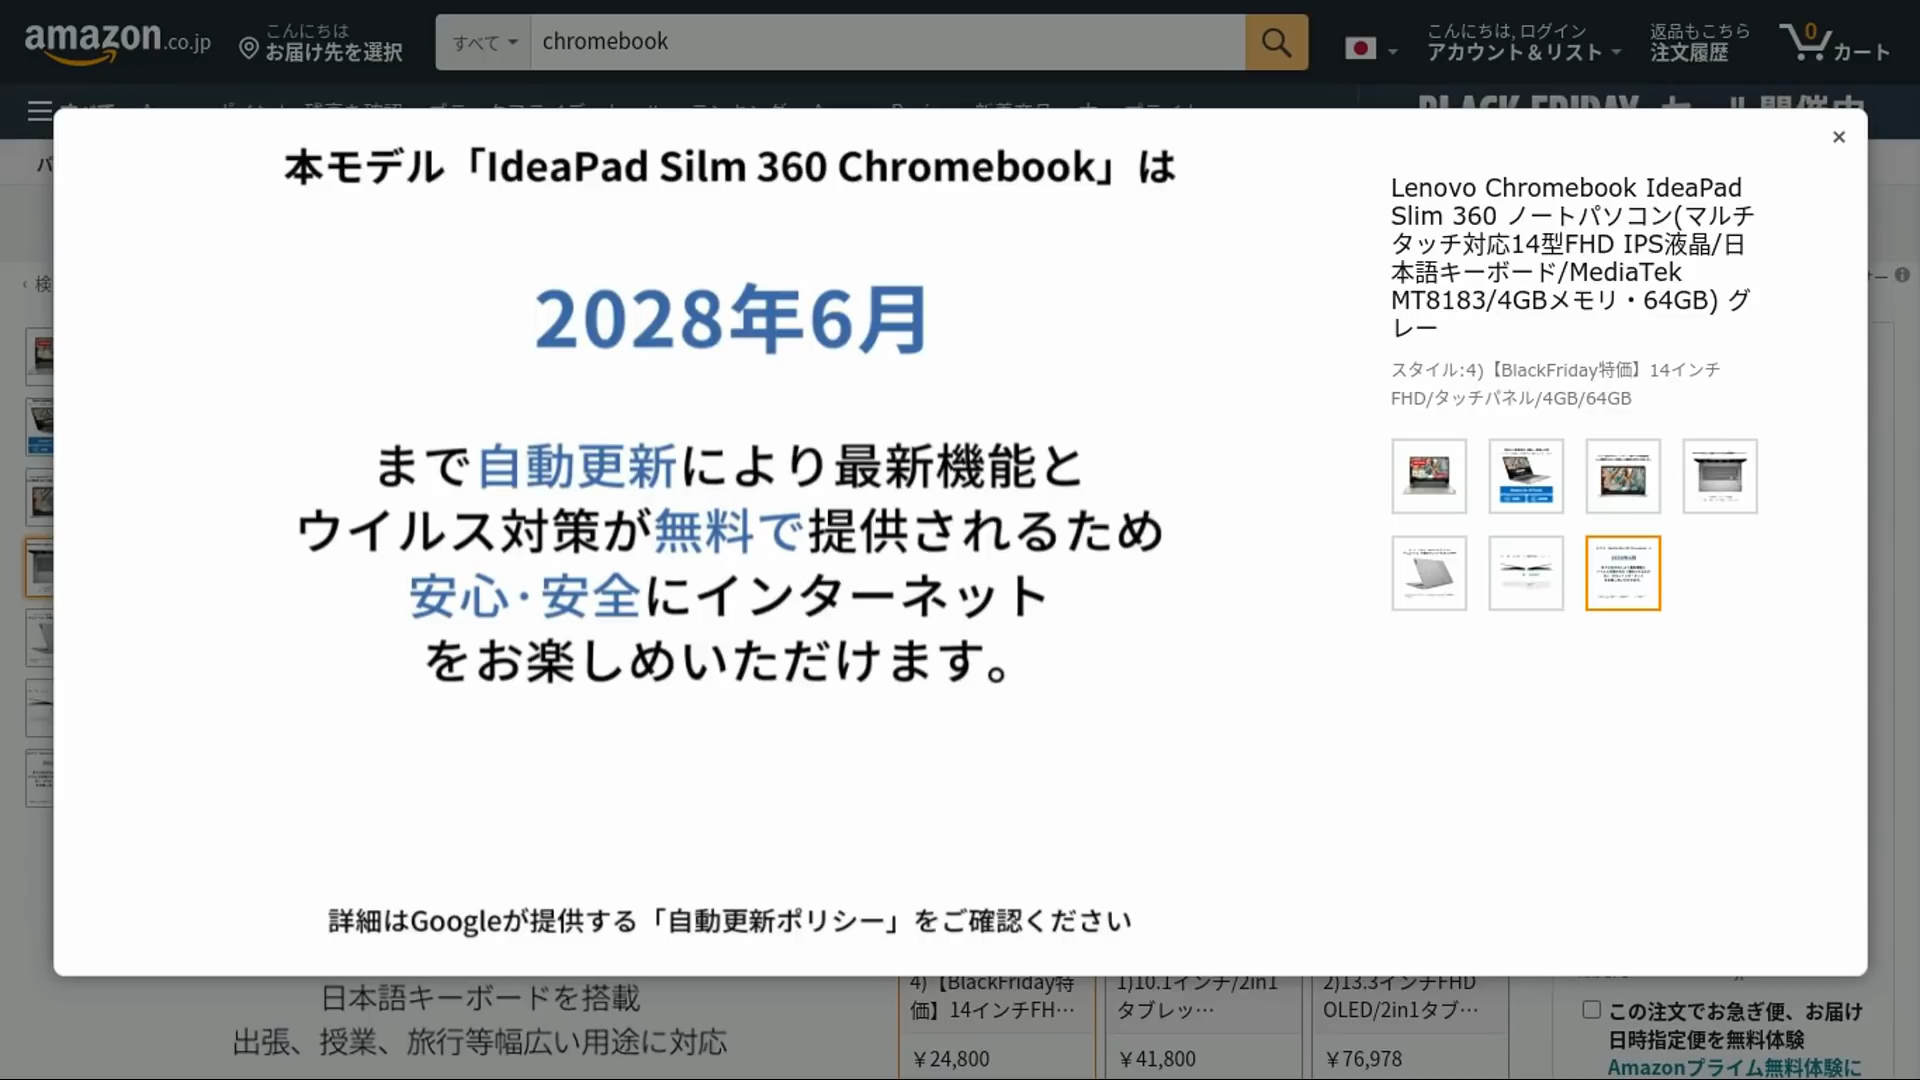 amazon.co.jp
こんにちは
お届け先を選択
すべて
chromebook
こんにちは, ログイン
アカウント＆リスト
返品もこちら
注文履歴
0
カート
本モデル「IdeaPad Silm 360 Chromebook」は
2028年6月
まで自動更新により最新機能と
ウイルス対策が無料で提供されるため
安心·安全にインターネット
をお楽しめいただけます。
詳細はGoogleが提供する「自動更新ポリシー」をご確認ください
×
Lenovo Chromebook IdeaPad
Slim 360 ノートパソコン(マルチ
タッチ対応14型FHD IPS液晶/日
本語キーボード/MediaTek
MT8183/4GBメモリ・64GB) グ
レー
スタイル:4)【BlackFriday特価】14インチ
FHD/タッチパネル/4GB/64GB
‹ 検
日本語キーボードを搭載
出張、授業、旅行等幅広い用途に対応
4)【BlackFriday特
価】14インチFH…
￥24,800
1)10.1インチ/2in1
タブレッ…
￥41,800
2)13.3インチFHD
OLED/2in1タブ…
￥76,978
この注文でお急ぎ便、お届け
日時指定便を無料体験
Amazonプライム無料体験に